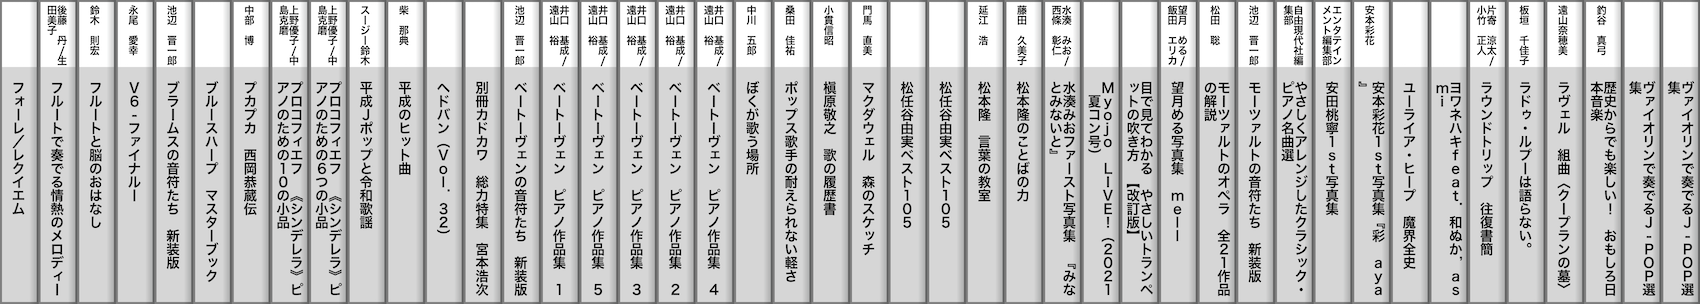 ヴァイオリンで奏でるJ-POP選
集
ヴァイオリンで奏でるJ-POP選
集
釣谷 真弓
歴史からでも楽しい! おもしろ日
本音楽
遠山奈穂美
ラヴェル 組曲〈クープランの墓〉
板垣 千佳子
ラドゥ・ルプーは語らない。
片寄 涼太/
小竹 正人
ラウンドトリップ 往復書簡
ヨワネハキfeat. 和ぬか, as
mi
ユーライア・ヒープ 魔界全史
安本彩花
安本彩花1st写真集『彩 aya
』
エンタテイン
メント編集部
安田桃寧1st写真集
自由現代社編
集部
やさしくアレンジしたクラシック・
ピアノ名曲選
池辺 晋一郎
モーツァルトの音符たち 新装版
松田 聡
モーツァルトのオペラ 全21作品
の解説
望月 める/
飯田 エリカ
望月める写真集 mell
目で見てわかる やさしいトランペ
ットの吹き方 【改訂版】
Myojo LIVE! (2021
夏コン号)
水湊 みお/
西條 彰仁
水湊みおファースト写真集 『みな
とみないと』
藤田 久美子
松本隆のことばの力
延江 浩
松本隆 言葉の教室
松任谷由実ベスト105
松任谷由実ベスト105
門馬 直美
マクダウェル 森のスケッチ
小貫信昭
槇原敬之 歌の履歴書
桑田 佳祐
ポップス歌手の耐えられない軽さ
中川 五郎
ぼくが歌う場所
井口 基成/
遠山 裕
ベートーヴェン ピアノ作品集 4
井口 基成/
遠山 裕
ベートーヴェン ピアノ作品集 2
井口 基成/
遠山 裕
ベートーヴェン ピアノ作品集 3
井口 基成/
遠山 裕
ベートーヴェン ピアノ作品集 5
井口 基成/
遠山 裕
ベートーヴェン ピアノ作品集 1
池辺 晋一郎
ベートーヴェンの音符たち 新装版
別冊カドカワ 総力特集 宮本浩次
ヘドバン(Vol.32)
柴 那典
平成のヒット曲
スージー鈴木
平成Jポップと令和歌謡
上野優子/中
島克磨
プロコフィエフ 《シンデレラ》ピ
アノのための6つの小品
上野優子/中
島克磨
プロコフィエフ 《シンデレラ》ピ
アノのための10の小品
中部 博
プカプカ 西岡恭蔵伝
ブルースハープ マスターブック
池辺 晋一郎
ブラームスの音符たち 新装版
永尾 愛幸
V6-ファイナルー
鈴木 則宏
フルートと脳のおはなし
後藤 丹/生
田美子
フルートで奏でる情熱のメロディー
フォーレ/レクイエム